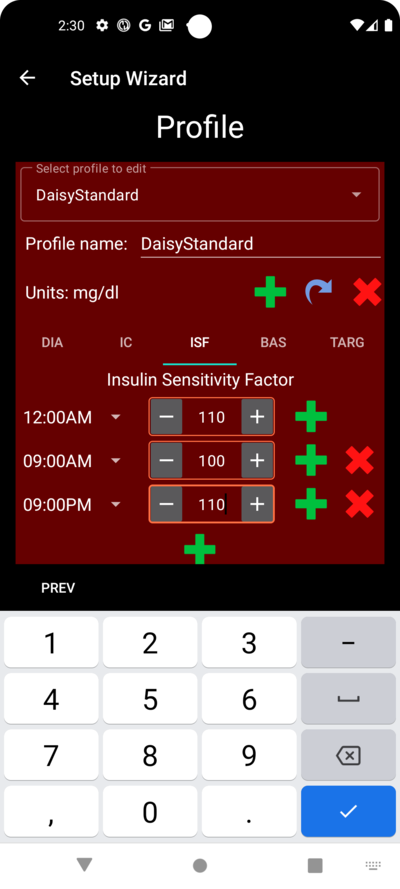 2:30
Setup Wizard
Profile
Select profile to edit
DaisyStandard
Profile name: DaisyStandard
Units: mg/dl
DIA IC ISF BAS TARG
Insulin Sensitivity Factor
12:00AM − 110 +
09:00AM − 100 +
09:00PM − 110 +
PREV
1 2 3 −
4 5 6
7 8 9
, 0 .